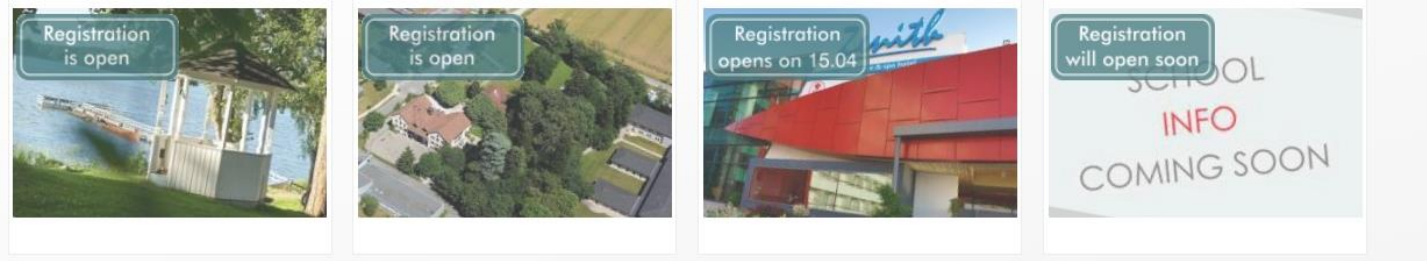 Registration
is open
Registration
is open
Registration
opens on 15.04
Registration
will open soon
SCHOOL
INFO
COMING SOON